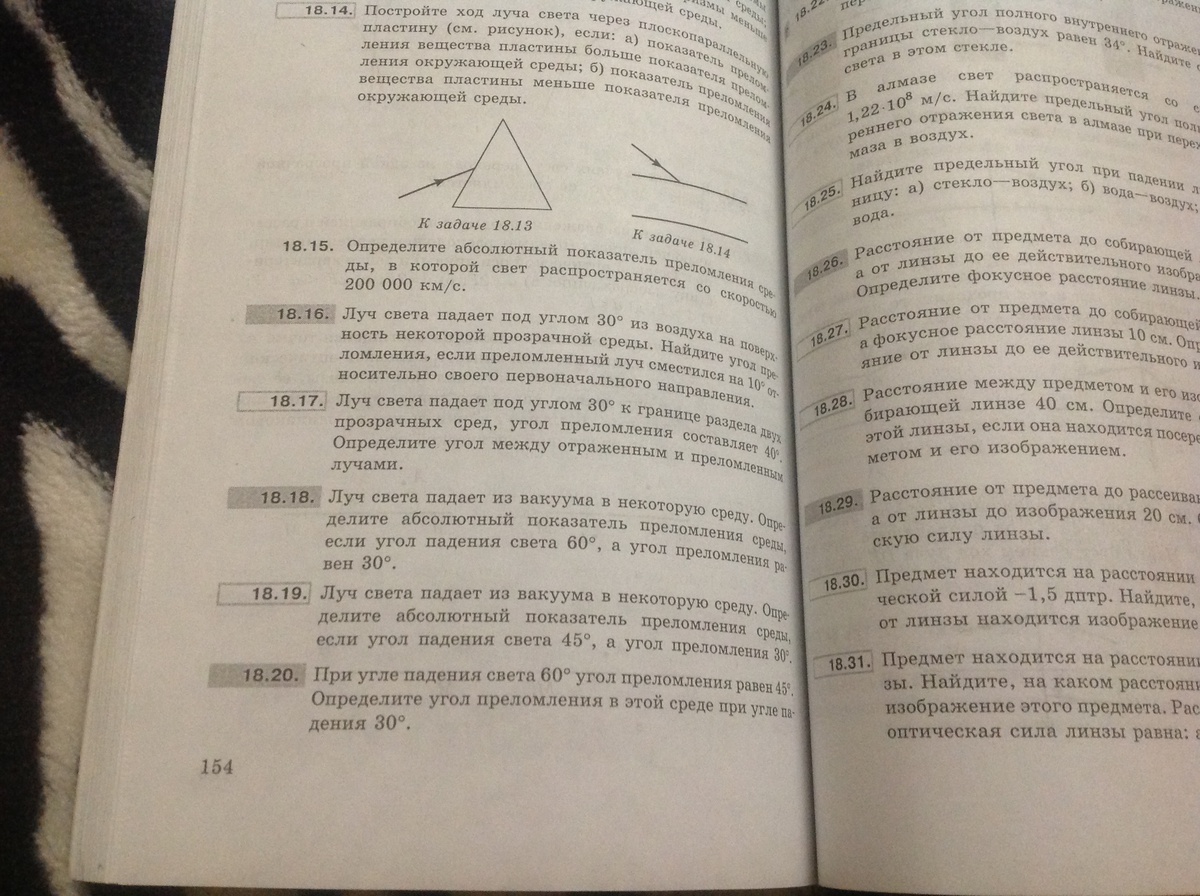 18.14. Постройте ход луча света через плоскопараллельную
пластину (см. рисунок), если: а) показатель прелом-
ления вещества пластины больше показателя прелом-
ления окружающей среды; б) показатель преломления
вещества пластины меньше показателя преломления
окружающей среды.
К задаче 18.13
К задаче 18.14
18.15. Определите абсолютный показатель преломления сре-
ды, в которой свет распространяется со скоростью
200 000 км/с.
18.16. Луч света падает под углом 30° из воздуха на поверх-
ность некоторой прозрачной среды. Найдите угол пре-
ломления, если преломленный луч сместился на 10° от-
носительно своего первоначального направления.
18.17. Луч света падает под углом 30° к границе раздела двух
прозрачных сред, угол преломления составляет 40°.
Определите угол между отраженным и преломленным
лучами.
18.18. Луч света падает из вакуума в некоторую среду. Опре-
делите абсолютный показатель преломления среды,
если угол падения света 60°, а угол преломления ра-
вен 30°.
18.19. Луч света падает из вакуума в некоторую среду. Опре-
делите абсолютный показатель преломления среды,
если угол падения света 45°, а угол преломления 30°.
18.20. При угле падения света 60° угол преломления равен 45°.
Определите угол преломления в этой среде при угле па-
дения 30°.
154
18.22.
18.23. Предельный угол полного внутреннего
границы стекло—воздух равен 34°. Найдите
света в этом стекле.
18.24. В алмазе свет распространяется со
1,22·10⁸ м/с. Найдите предельный угол
реннего отражения света в алмазе при
маза в воздух.
18.25. Найдите предельный угол при падении
ницу: а) стекло—воздух; б) вода—воздух;
вода.
18.26. Расстояние от предмета до собирающей
а от линзы до ее действительного
Определите фокусное расстояние линзы.
18.27. Расстояние от предмета до собирающей
а фокусное расстояние линзы 10 см.
яние от линзы до ее действительного и
18.28. Расстояние между предметом и его
бирающей линзе 40 см. Определите
этой линзы, если она находится
метом и его изображением.
18.29. Расстояние от предмета до
а от линзы до изображения 20 см.
скую силу линзы.
18.30. Предмет находится на расстоянии
ческой силой −1,5 дптр. Найдите,
от линзы находится изображение
18.31. Предмет находится на
зы. Найдите, на каком
изображение этого предмета.
оптическая сила линзы равна: а